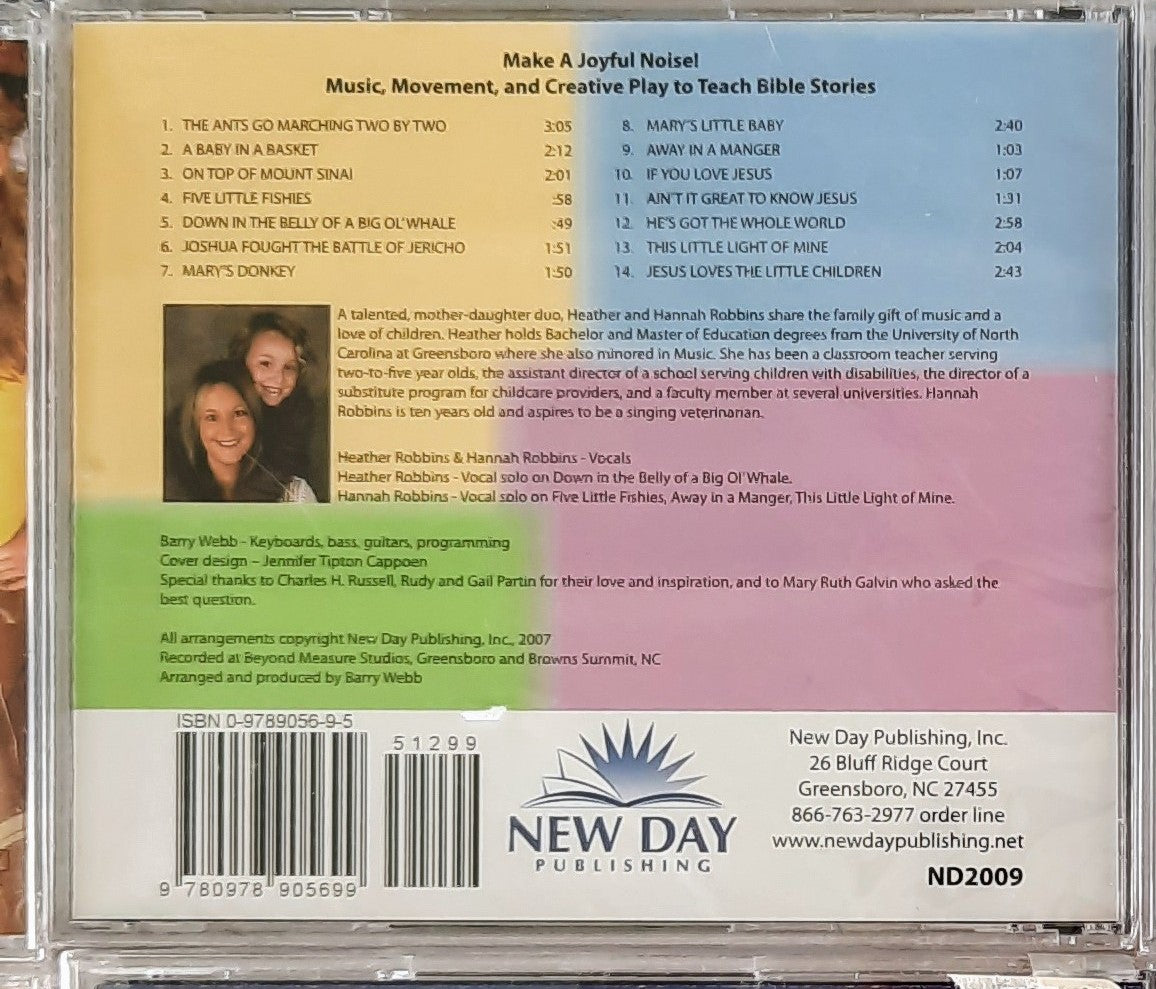 Make A Joyful Noise!
Music, Movement, and Creative Play to Teach Bible Stories
1. THE ANTS GO MARCHING TWO BY TWO 3:05
2. A BABY IN A BASKET 2:12
3. ON TOP OF MOUNT SINAI 2:01
4. FIVE LITTLE FISHIES :58
5. DOWN IN THE BELLY OF A BIG OL' WHALE :49
6. JOSHUA FOUGHT THE BATTLE OF JERICHO 1:51
7. MARY'S DONKEY 1:50
8. MARY'S LITTLE BABY 2:40
9. AWAY IN A MANGER 1:03
10. IF YOU LOVE JESUS 1:07
11. AIN'T IT GREAT TO KNOW JESUS 1:31
12. HE'S GOT THE WHOLE WORLD 2:58
13. THIS LITTLE LIGHT OF MINE 2:04
14. JESUS LOVES THE LITTLE CHILDREN 2:43
A talented, mother-daughter duo, Heather and Hannah Robbins share the family gift of music and a
love of children. Heather holds Bachelor and Master of Education degrees from the University of North
Carolina at Greensboro where she also minored in Music. She has been a classroom teacher serving
two-to-five year olds, the assistant director of a school serving children with disabilities, the director of a
substitute program for childcare providers, and a faculty member at several universities. Hannah
Robbins is ten years old and aspires to be a singing veterinarian.
Heather Robbins & Hannah Robbins - Vocals
Heather Robbins - Vocal solo on Down in the Belly of a Big Ol' Whale.
Hannah Robbins - Vocal solo on Five Little Fishies, Away in a Manger, This Little Light of Mine.
Barry Webb - Keyboards, bass, guitars, programming
Cover design – Jennifer Tipton Cappoen
Special thanks to Charles H. Russell, Rudy and Gail Partin for their love and inspiration, and to Mary Ruth Galvin who asked the
best question.
All arrangements copyright New Day Publishing, Inc., 2007
Recorded at Beyond Measure Studios, Greensboro and Browns Summit, NC
Arranged and produced by Barry Webb
ISBN 0-9789056-9-5
51299
9 780978 905699
NEW DAY
PUBLISHING
New Day Publishing, Inc.
26 Bluff Ridge Court
Greensboro, NC 27455
866-763-2977 order line
www.newdaypublishing.net
ND2009